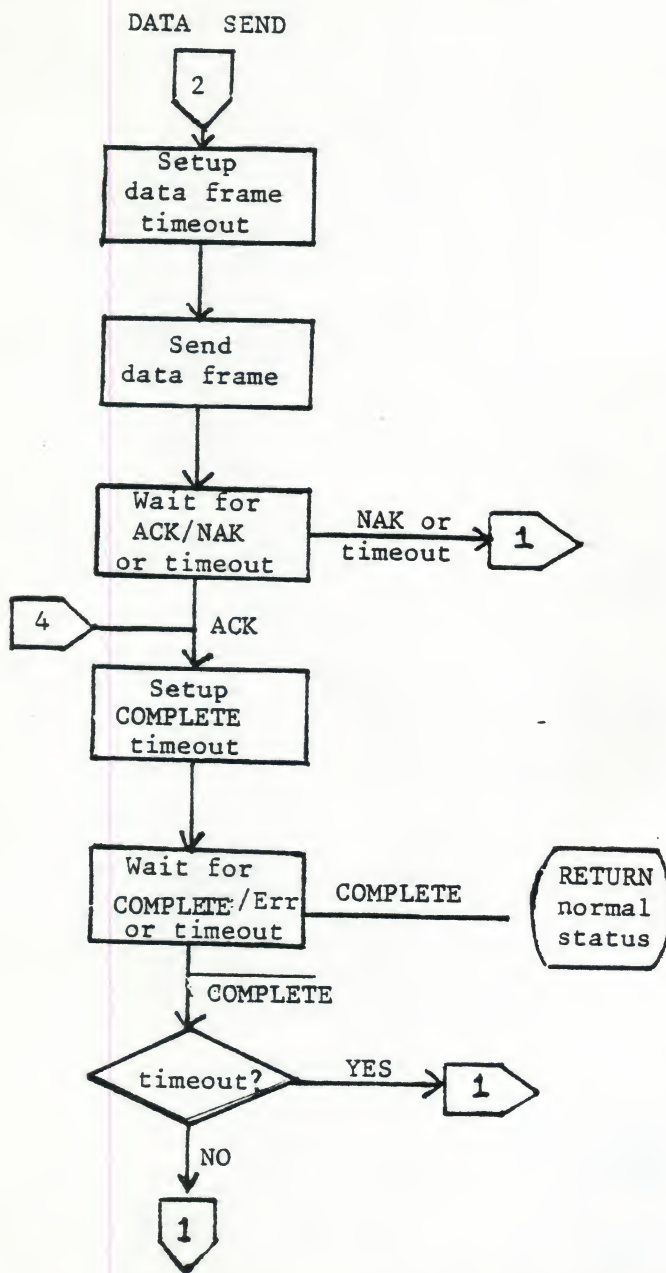 DATA SEND
2
Setup
data frame
timeout
Send
data frame
Wait for
ACK/NAK
or timeout
NAK or
timeout
1
4
ACK
Setup
COMPLETE
timeout
Wait for
COMPLETE/Err
or timeout
COMPLETE
RETURN
normal
status
COMPLETE
timeout?
YES
1
NO
1